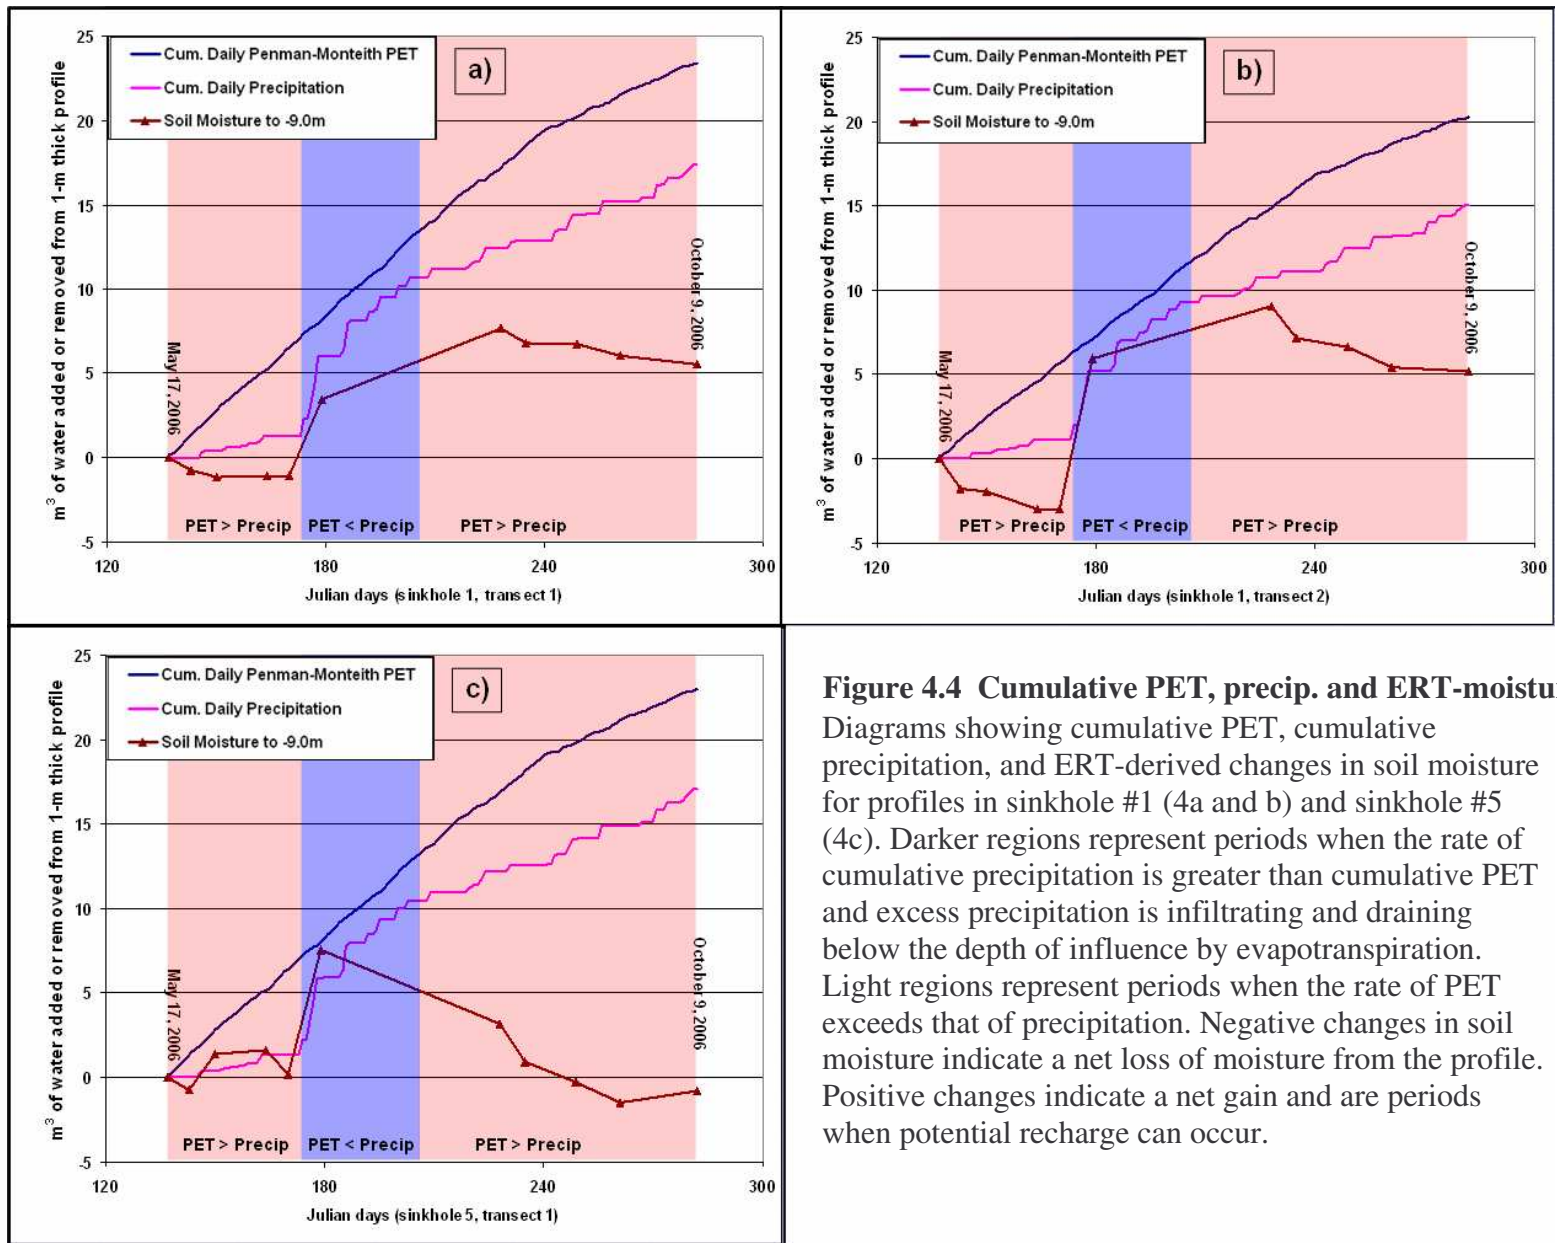 25
20
15
10
5
0
-5
m³ of water added or removed from 1-m thick profile
Cum. Daily Penman-Monteith PET
Cum. Daily Precipitation
Soil Moisture to -9.0m
a)
May 17, 2006
October 9, 2006
PET > Precip
PET < Precip
PET > Precip
120
180
240
300
Julian days (sinkhole 1, transect 1)
25
20
15
10
5
0
-5
m³ of water added or removed from 1-m thick profile
Cum. Daily Penman-Monteith PET
Cum. Daily Precipitation
Soil Moisture to -9.0m
b)
May 17, 2006
October 9, 2006
PET > Precip
PET < Precip
PET > Precip
120
180
240
300
Julian days (sinkhole 1, transect 2)
25
20
15
10
5
0
-5
m³ of water added or removed from 1-m thick profile
Cum. Daily Penman-Monteith PET
Cum. Daily Precipitation
Soil Moisture to -9.0m
c)
May 17, 2006
October 9, 2006
PET > Precip
PET < Precip
PET > Precip
120
180
240
300
Julian days (sinkhole 5, transect 1)
Figure 4.4 Cumulative PET, precip. and ERT-moistu
Diagrams showing cumulative PET, cumulative
precipitation, and ERT-derived changes in soil moisture
for profiles in sinkhole #1 (4a and b) and sinkhole #5
(4c). Darker regions represent periods when the rate of
cumulative precipitation is greater than cumulative PET
and excess precipitation is infiltrating and draining
below the depth of influence by evapotranspiration.
Light regions represent periods when the rate of PET
exceeds that of precipitation. Negative changes in soil
moisture indicate a net loss of moisture from the profile.
Positive changes indicate a net gain and are periods
when potential recharge can occur.